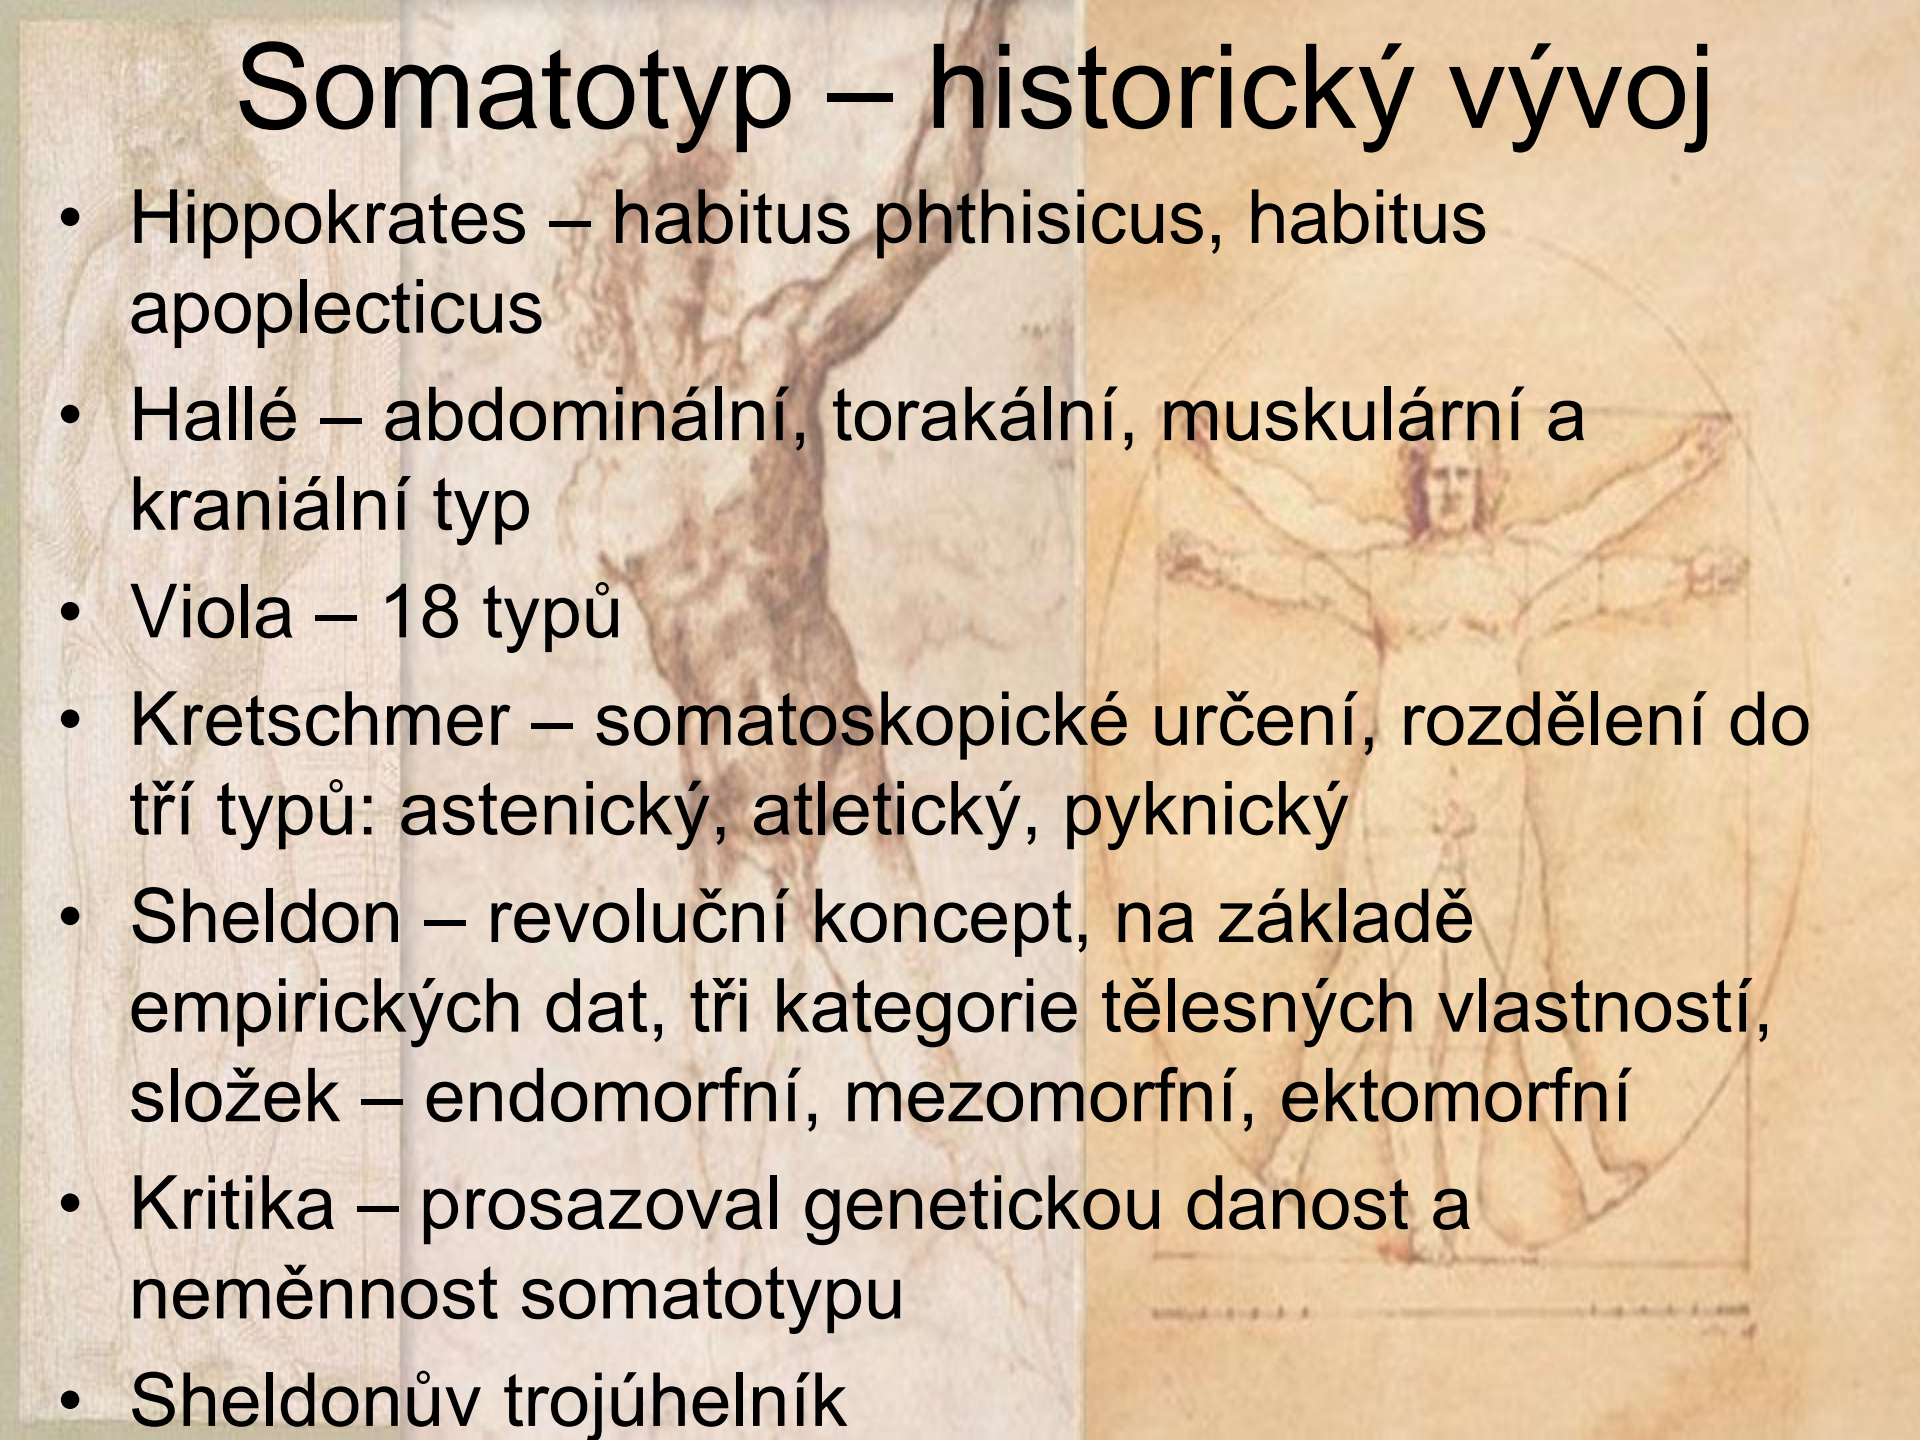 Somatotyp – historický vývoj
• Hippokrates – habitus phthisicus, habitus
apoplecticus
• Hallé – abdominální, torakální, muskulární a
kraniální typ
• Viola – 18 typů
• Kretschmer – somatoskopické určení, rozdělení do
tří typů: astenický, atletický, pyknický
• Sheldon – revoluční koncept, na základě
empirických dat, tři kategorie tělesných vlastností,
složek – endomorfní, mezomorfní, ektomorfní
• Kritika – prosazoval genetickou danost a
neměnnost somatotypu
• Sheldonův trojúhelník